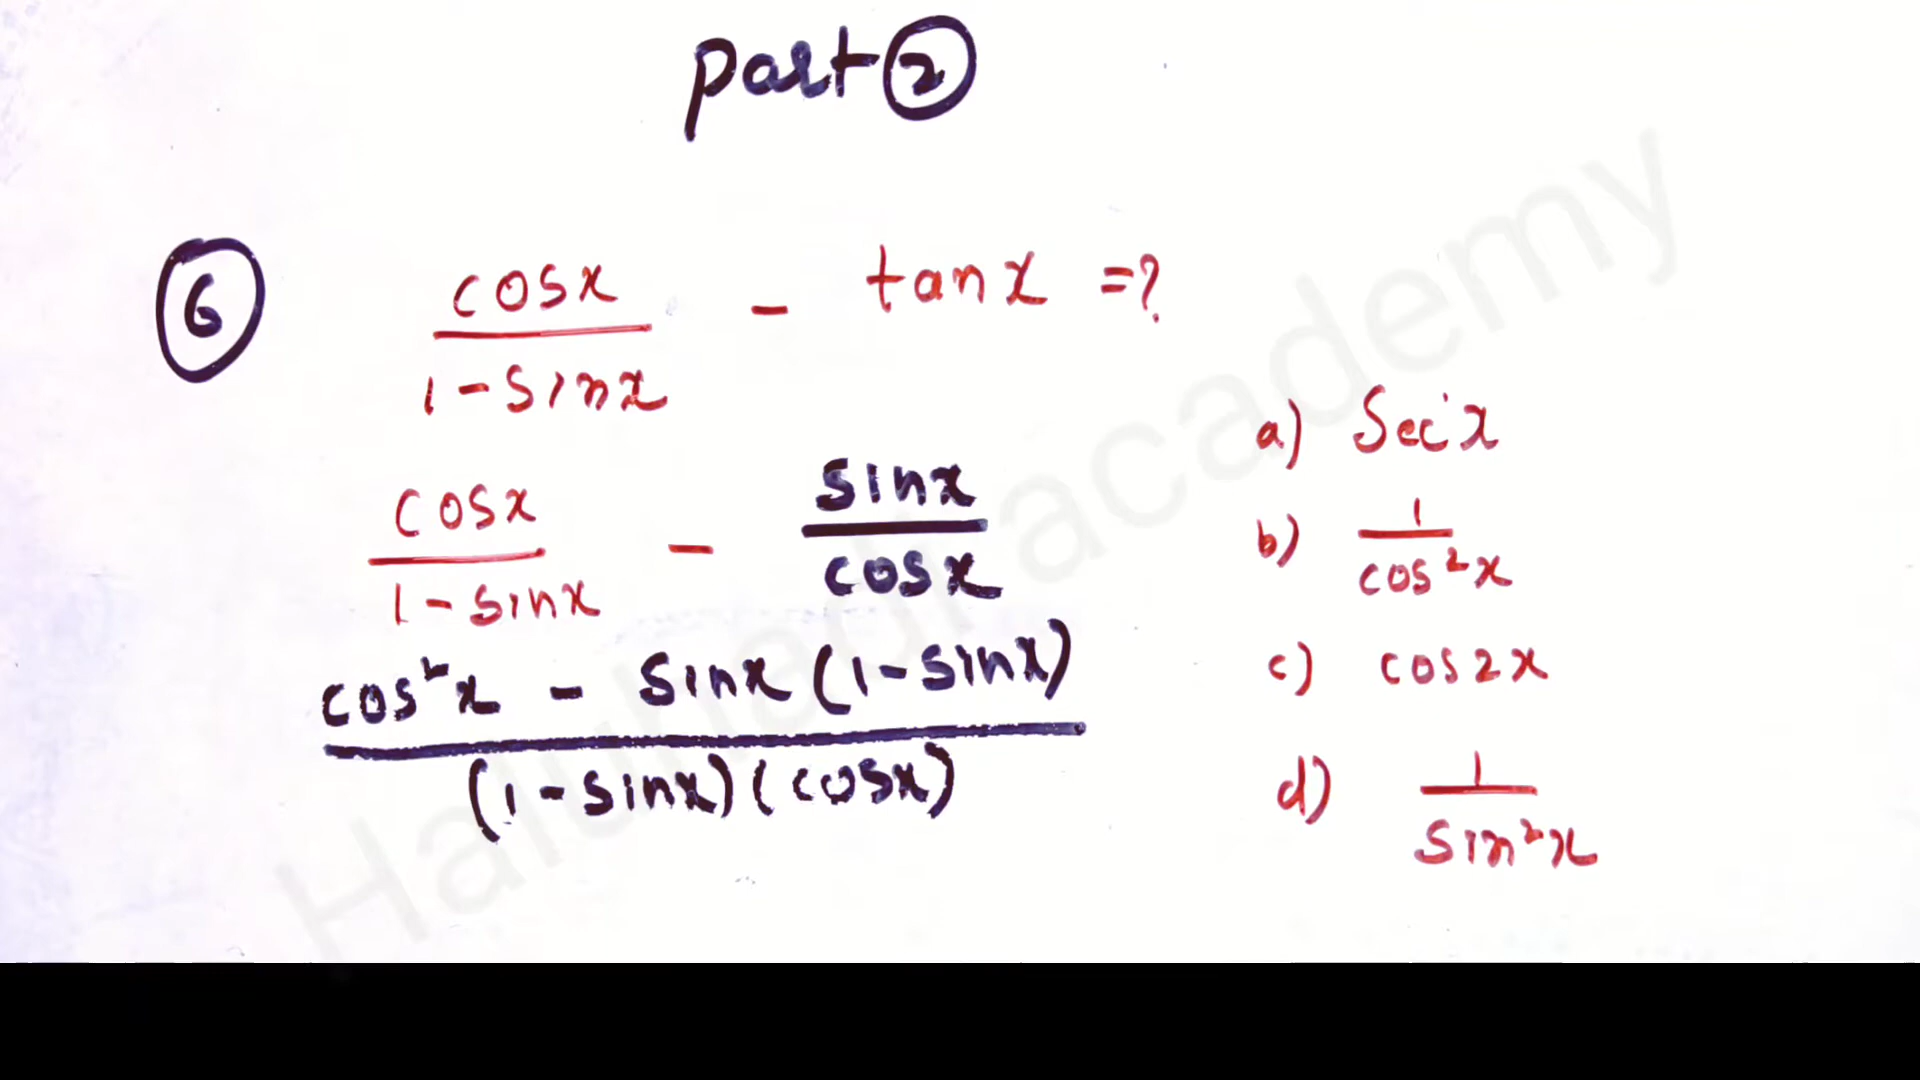 part ②
⑥ cosx / 1-sinx - tanx =?
a) Secx
cosx / 1-sinx - sinx / cosx
b) 1 / cos²x
cos²x - sinx(1-sinx) / (1-sinx)(cosx)
c) cos2x
d) 1 / sin²x
academy